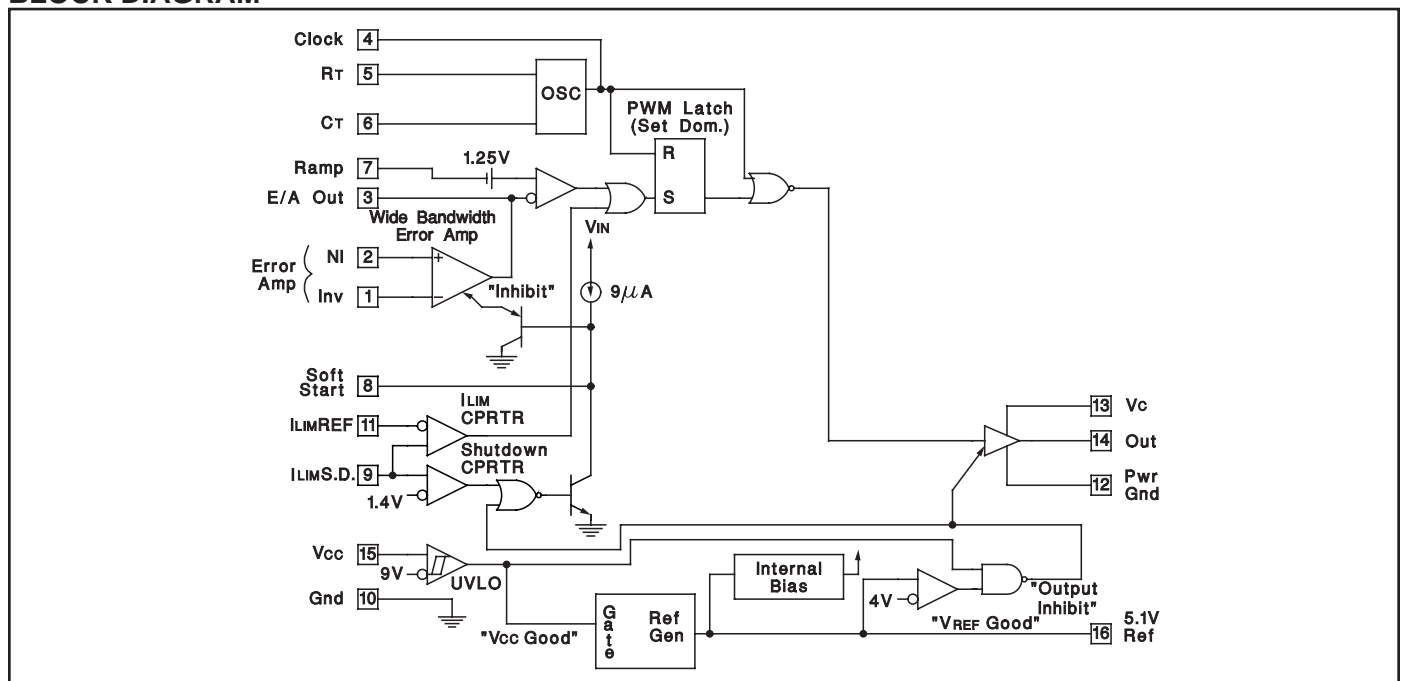 BLOCK DIAGRAM
Clock 4
RT 5
CT 6
OSC
PWM Latch
(Set Dom.)
R
S
Ramp 7
1.25V
E/A Out 3
Wide Bandwidth
Error Amp
VIN
Error
Amp
NI 2
Inv 1
+
−
"Inhibit"
9μA
Soft
Start 8
ILIMREF 11
ILIM
CPRTR
ILIMS.D. 9
Shutdown
CPRTR
1.4V
13 Vc
14 Out
12 Pwr
Gnd
Vcc 15
9V
UVLO
Gnd 10
"Vcc Good"
Gate
Ref
Gen
Internal
Bias
4V
"VREF Good"
"Output
Inhibit"
16 5.1V
Ref